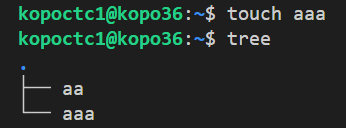 kopoctc1@kopo36:~$ touch aaa
kopoctc1@kopo36:~$ tree
.
├── aa
└── aaa